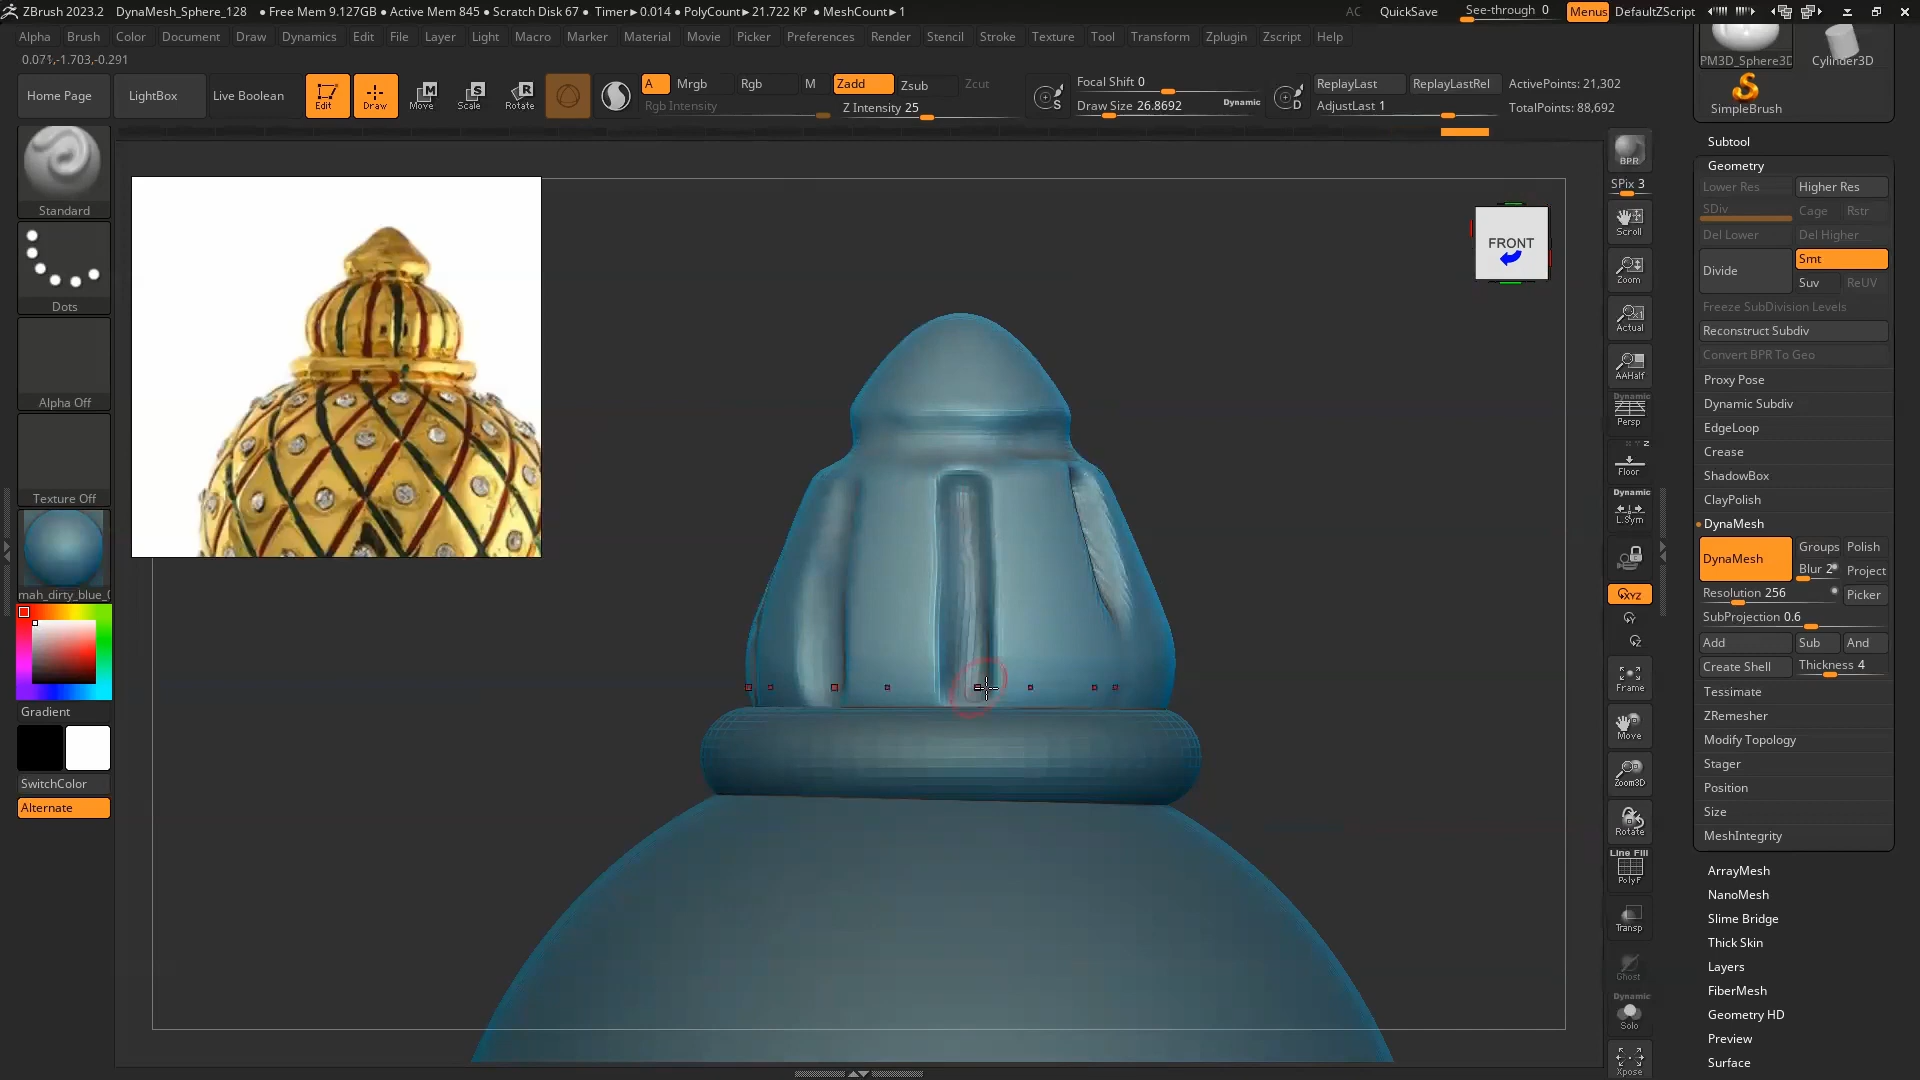 ZBrush 2023.2 DynaMesh_Sphere_128 ● Free Mem 9.127GB ● Active Mem 845 ● Scratch Disk 67 ● Timer►0.014 ● PolyCount►21.722 KP ● MeshCount►1 AC QuickSave See-through 0 Menus DefaultZScript
Alpha Brush Color Document Draw Dynamics Edit File Layer Light Macro Marker Material Movie Picker Preferences Render Stencil Stroke Texture Tool Transform Zplugin Zscript Help
0.071,-1.703,-0.291
Home Page
LightBox
Live Boolean
Edit
Draw
Move
Scale
Rotate
A Mrgb Rgb M Zadd Zsub Zcut
Rgb Intensity Z Intensity 25
S
Focal Shift 0
Draw Size 26.8692 Dynamic
D
ReplayLast ReplayLastRel ActivePoints: 21,302
AdjustLast 1 TotalPoints: 88,692
Standard
Dots
Alpha Off
Texture Off
mah_dirty_blue_
Gradient
SwitchColor
Alternate
FRONT
BPR
SPix 3
Scroll
Zoom
Actual
AAHalf
Dynamic
Persp
Floor
Dynamic
L.Sym
XYZ
Y
Z
Frame
Move
Zoom3D
Rotate
Line Fill
PolyF
Transp
Ghost
Dynamic
Solo
Xpose
PM3D_Sphere3D Cylinder3D
SimpleBrush
Subtool
Geometry
Lower Res Higher Res
SDiv Cage Rstr
Del Lower Del Higher
Divide Smt
Suv ReUV
Freeze SubDivision Levels
Reconstruct Subdiv
Convert BPR To Geo
Proxy Pose
Dynamic Subdiv
EdgeLoop
Crease
ShadowBox
ClayPolish
DynaMesh
DynaMesh Groups Polish
Blur 2 Project
Resolution 256 Picker
SubProjection 0.6
Add Sub And
Create Shell Thickness 4
Tessimate
ZRemesher
Modify Topology
Stager
Position
Size
MeshIntegrity
ArrayMesh
NanoMesh
Slime Bridge
Thick Skin
Layers
FiberMesh
Geometry HD
Preview
Surface